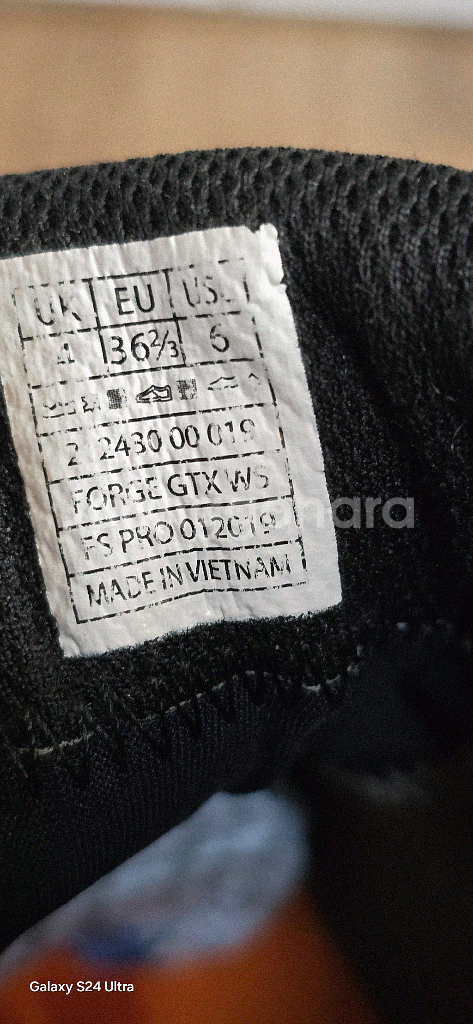 UK EU US
4 36⅔ 6
2 2430 00 019
FORGE GTX WS
FS PRO 012019
MADE IN VIETNAM
Galaxy S24 Ultra